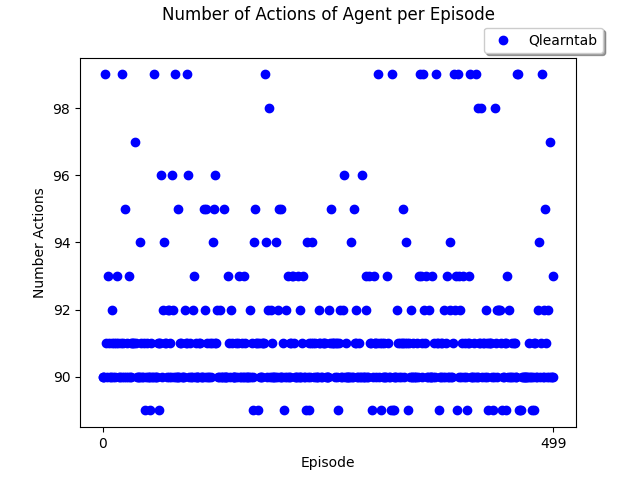 Number of Actions of Agent per Episode
Qlearntab
98
96
94
92
90
Number Actions
0
499
Episode